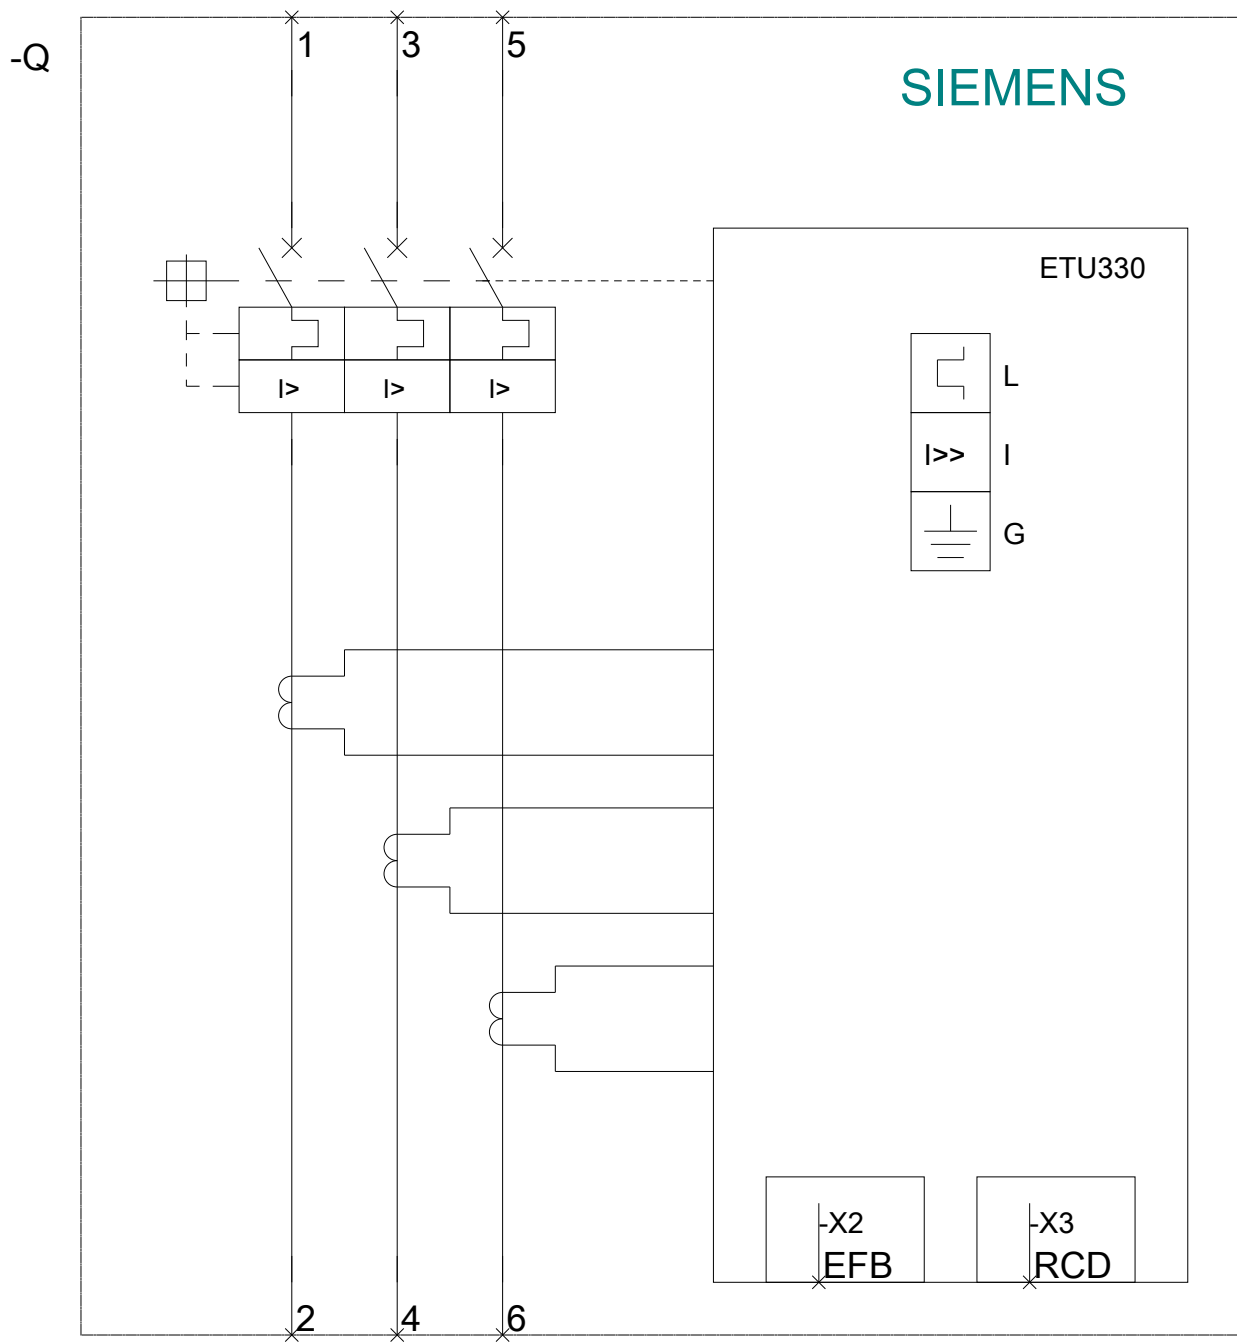 -Q
1 3 5
SIEMENS
ETU330
I> I> I>
L
I>> I
G
-X2
EFB
-X3
RCD
2 4 6